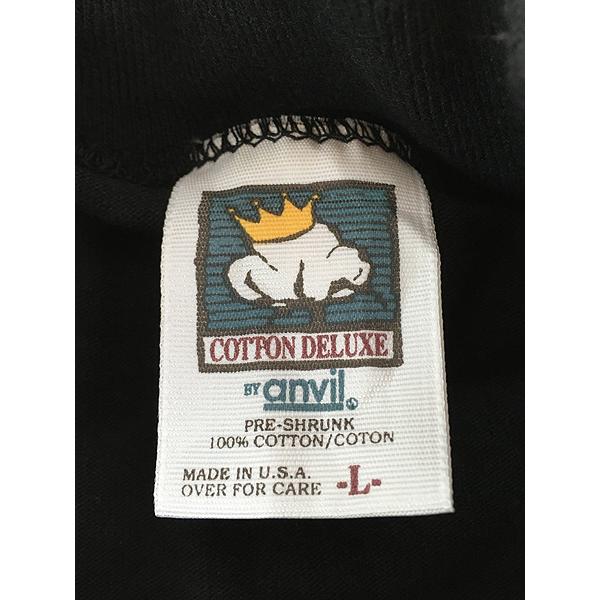 COTTON DELUXE
BY anvil®
PRE-SHRUNK
100% COTTON/COTON
MADE IN U.S.A.
OVER FOR CARE -L-